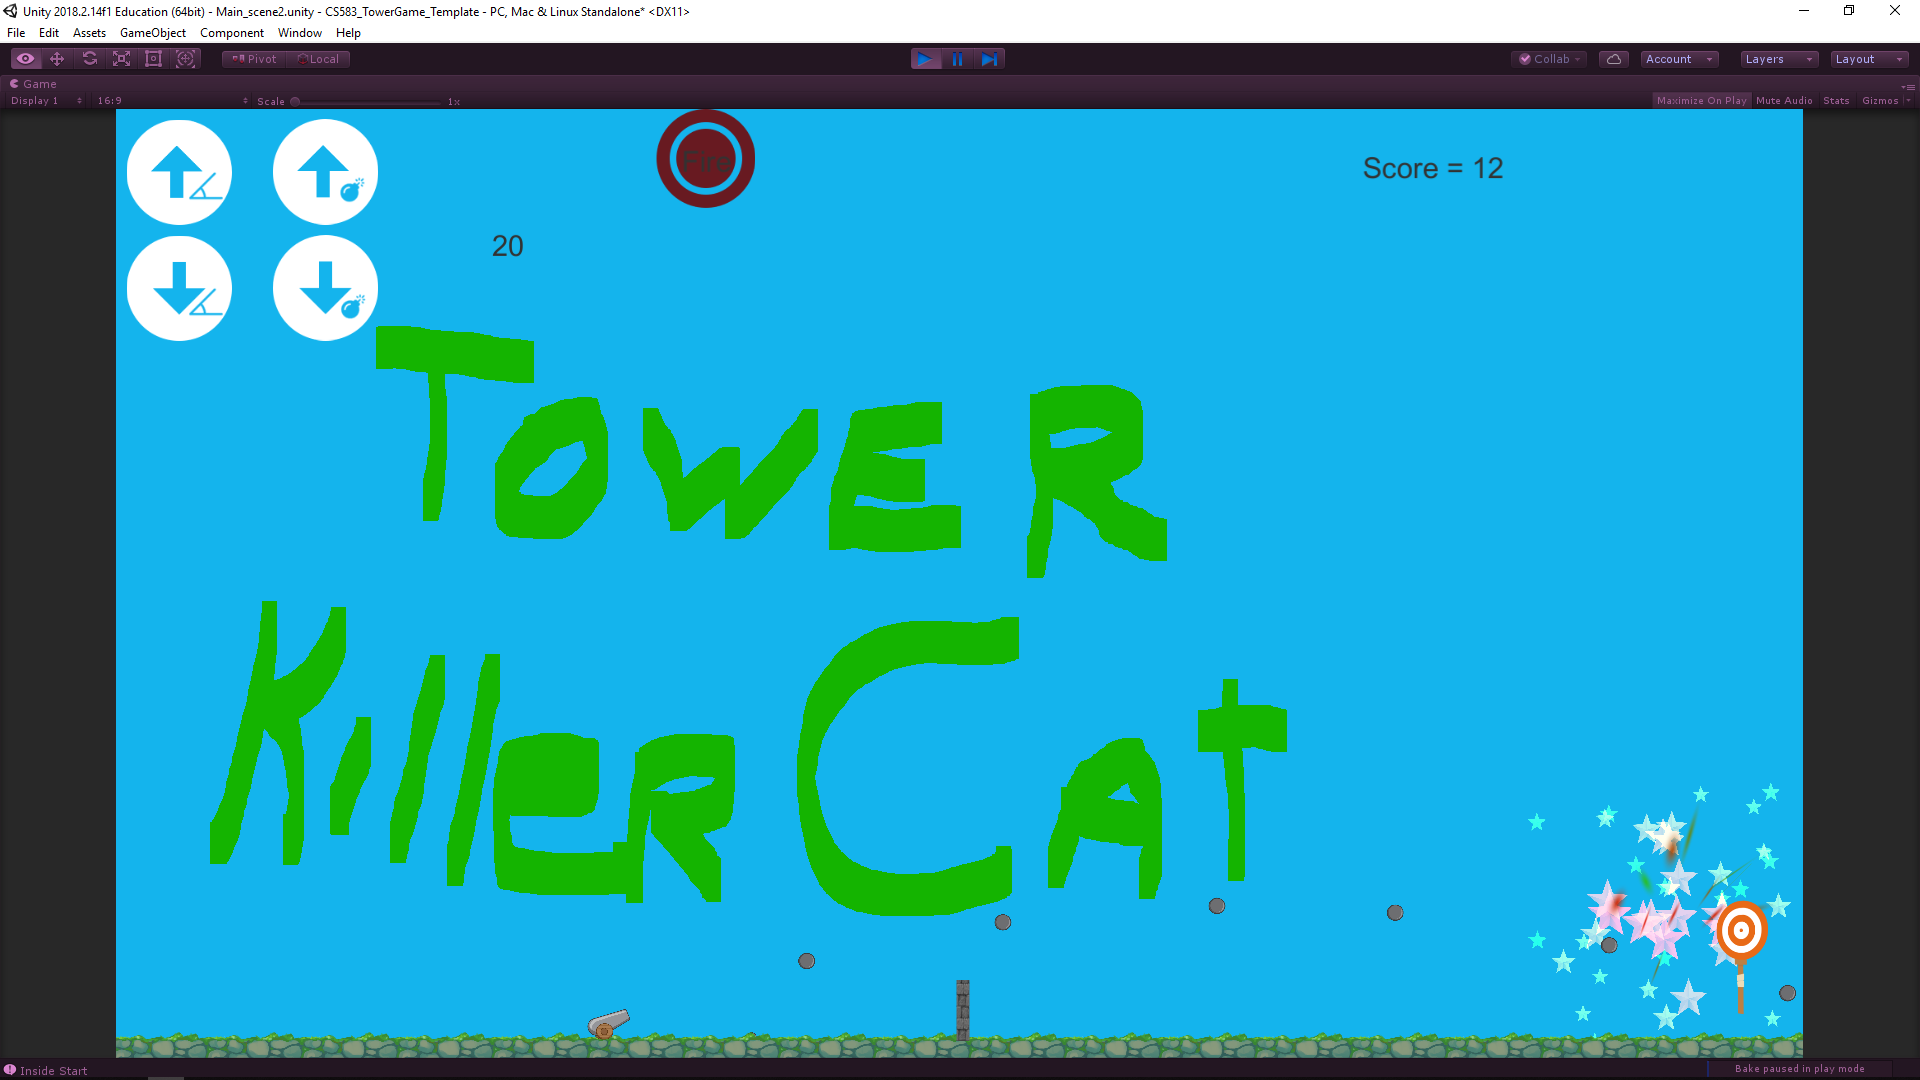 Unity 2018.2.14f1 Education (64bit) - Main_scene2.unity - CS583_TowerGame_Template - PC, Mac & Linux Standalone* <DX11>
File Edit Assets GameObject Component Window Help
Pivot Local Collab Account Layers Layout
Game
Display 1 16:9 Scale 1x Maximize On Play Mute Audio Stats Gizmos
Fire
Score = 12
20
TOWER
KillER CAt
Inside Start Bake paused in play mode